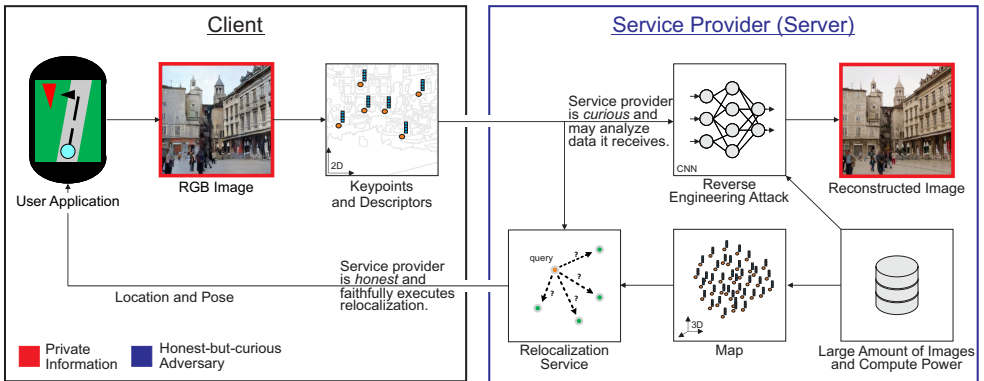 Client
Service Provider (Server)
User Application
RGB Image
2D
Keypoints
and Descriptors
Service provider
is curious and
may analyze
data it receives.
CNN
Reverse
Engineering Attack
Reconstructed Image
Location and Pose
Service provider
is honest and
faithfully executes
relocalization.
query
?
?
?
?
Relocalization
Service
3D
Map
Large Amount of Images
and Compute Power
Private
Information
Honest-but-curious
Adversary